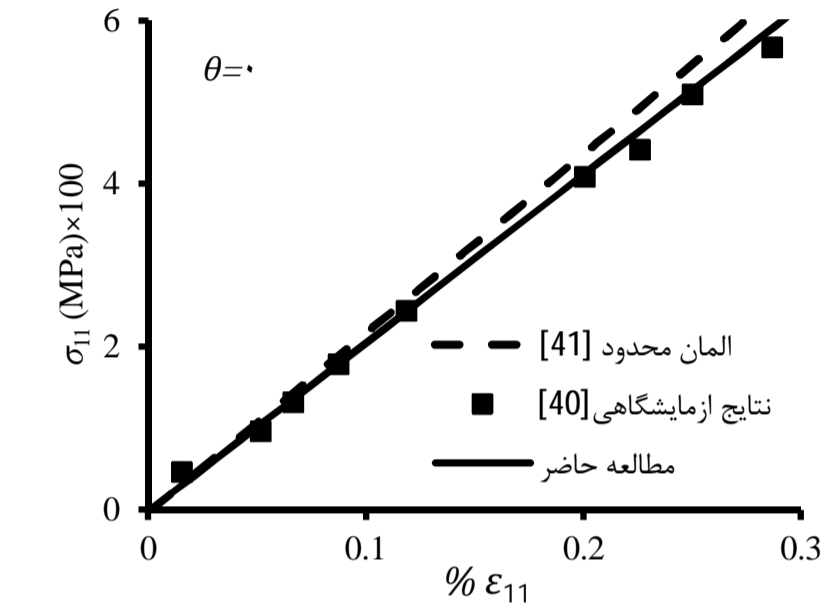 6
θ=۰
4
σ11 (MPa)×100
2
المان محدود [41]
نتایج ازمایشگاهی[40]
مطالعه حاضر
0
0 0.1 0.2 0.3
% ε11